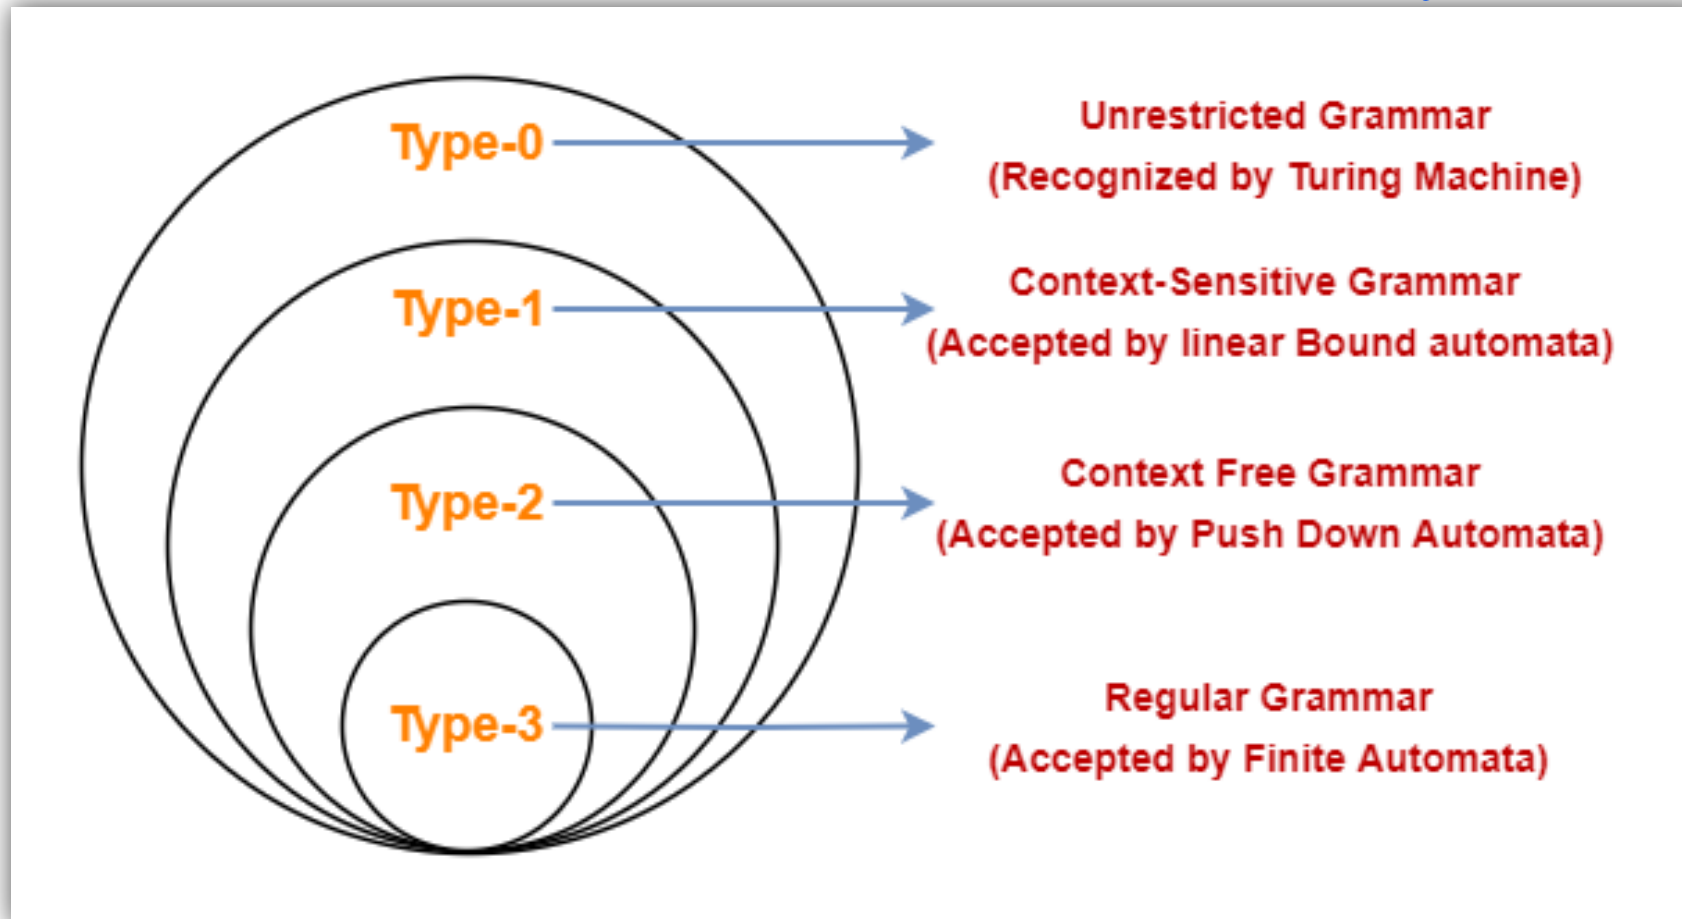 Type-0
Unrestricted Grammar
(Recognized by Turing Machine)
Type-1
Context-Sensitive Grammar
(Accepted by linear Bound automata)
Type-2
Context Free Grammar
(Accepted by Push Down Automata)
Type-3
Regular Grammar
(Accepted by Finite Automata)